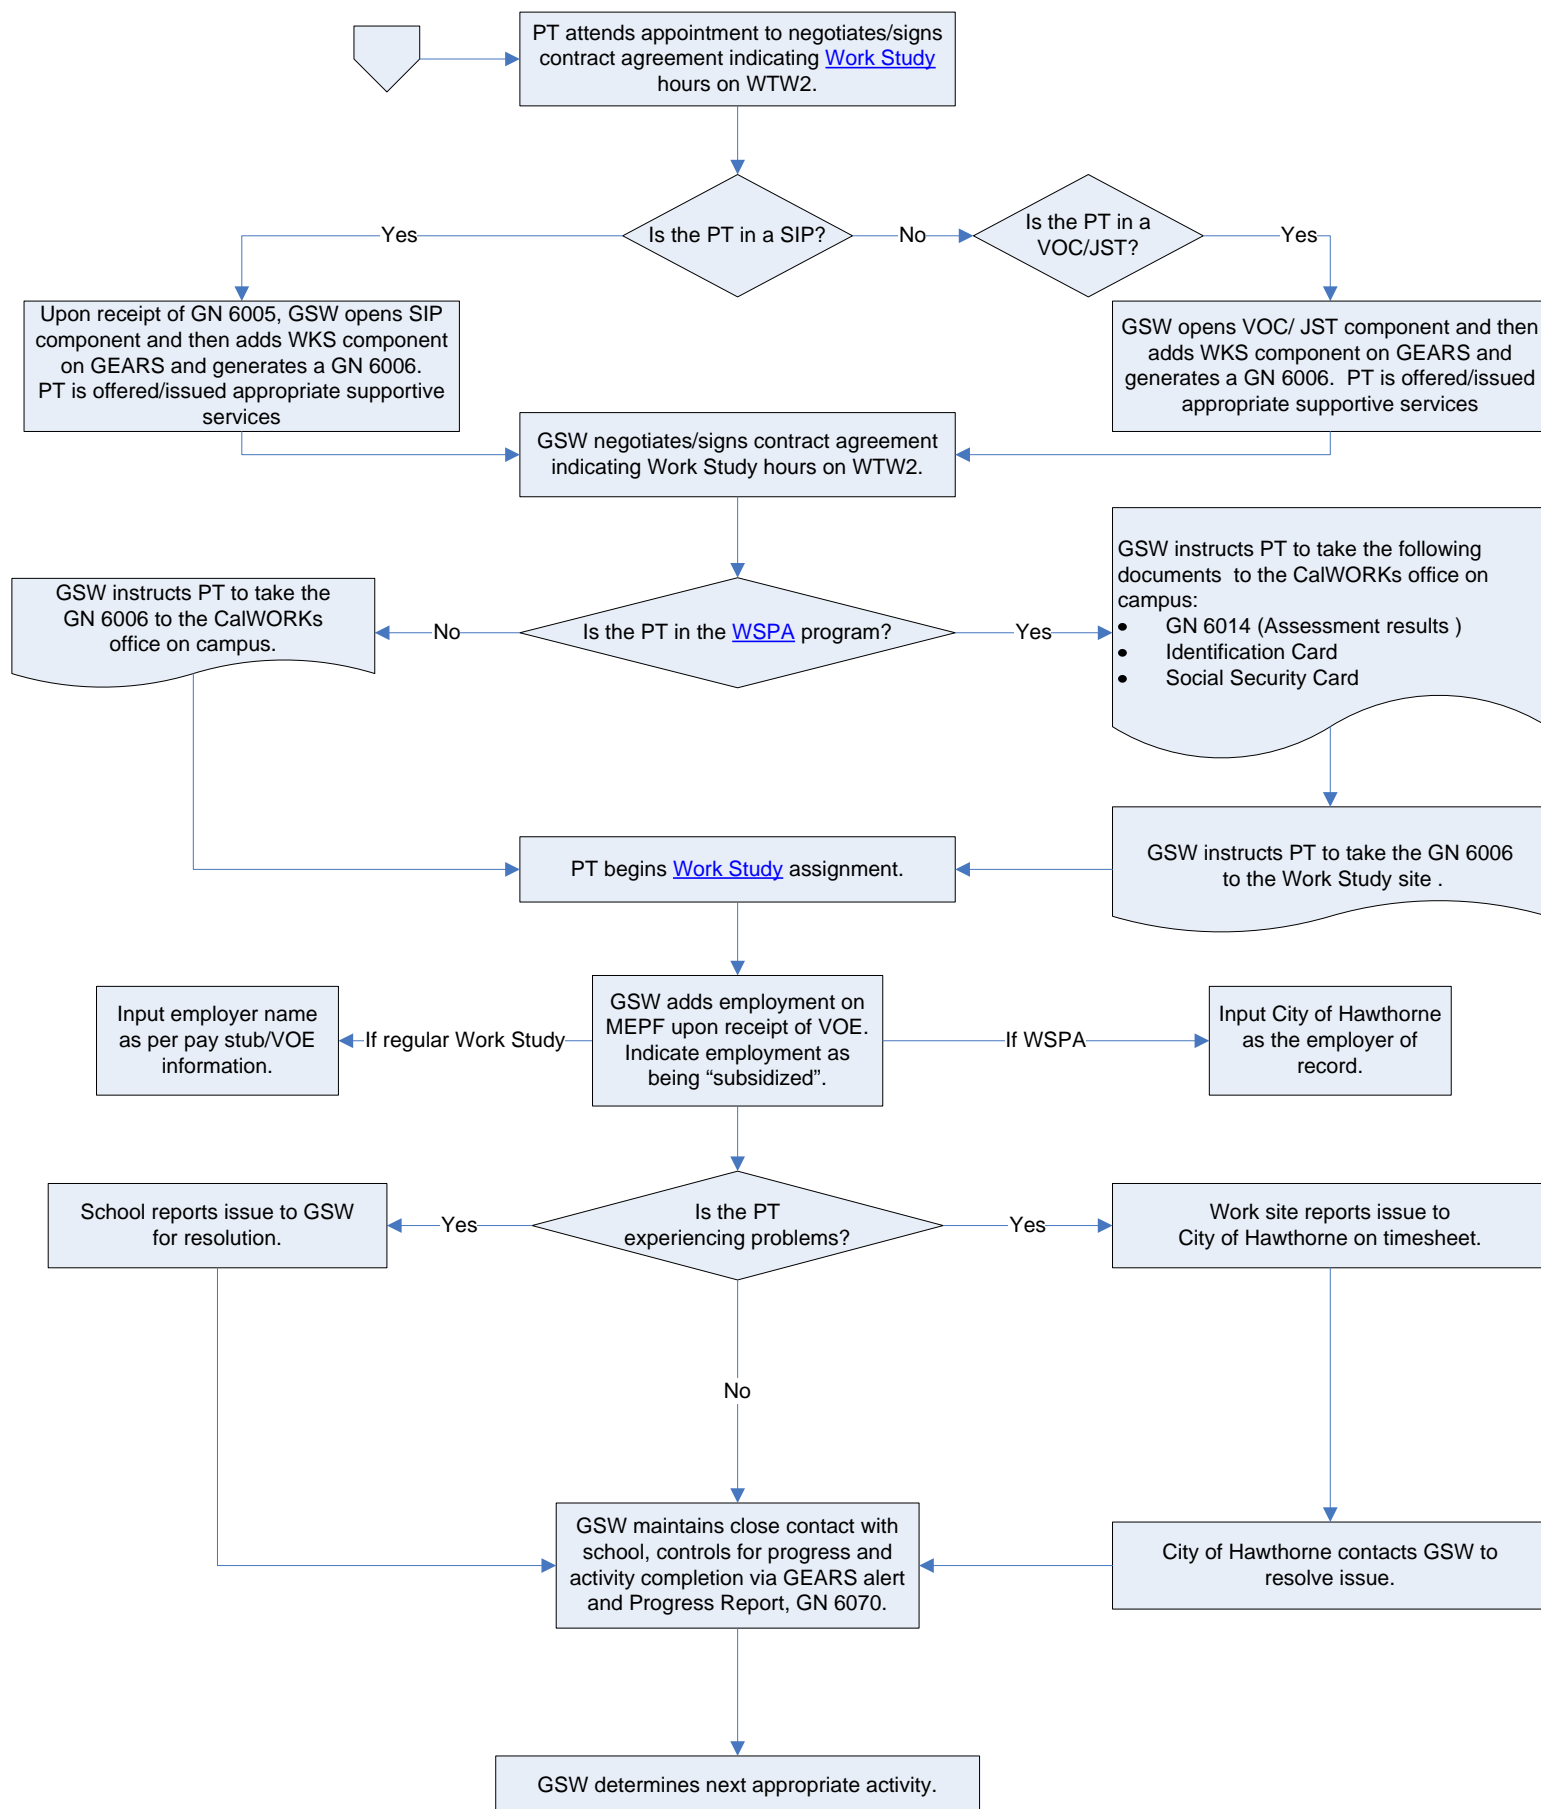 PT attends appointment to negotiates/signs
contract agreement indicating Work Study
hours on WTW2.
Is the PT in a SIP?
Yes
No
Is the PT in a
VOC/JST?
Yes
Upon receipt of GN 6005, GSW opens SIP
component and then adds WKS component
on GEARS and generates a GN 6006.
PT is offered/issued appropriate supportive
services
GSW opens VOC/ JST component and then
adds WKS component on GEARS and
generates a GN 6006.  PT is offered/issued
appropriate supportive services
GSW negotiates/signs contract agreement
indicating Work Study hours on WTW2.
Is the PT in the WSPA program?
No
Yes
GSW instructs PT to take the
GN 6006 to the CalWORKs
office on campus.
GSW instructs PT to take the following
documents  to the CalWORKs office on
campus:
• GN 6014 (Assessment results )
• Identification Card
• Social Security Card
GSW instructs PT to take the GN 6006
to the Work Study site .
PT begins Work Study assignment.
GSW adds employment on
MEPF upon receipt of VOE.
Indicate employment as
being “subsidized”.
If regular Work Study
Input employer name
as per pay stub/VOE
information.
If WSPA
Input City of Hawthorne
as the employer of
record.
Is the PT
experiencing problems?
Yes
School reports issue to GSW
for resolution.
Yes
Work site reports issue to
City of Hawthorne on timesheet.
No
GSW maintains close contact with
school, controls for progress and
activity completion via GEARS alert
and Progress Report, GN 6070.
City of Hawthorne contacts GSW to
resolve issue.
GSW determines next appropriate activity.